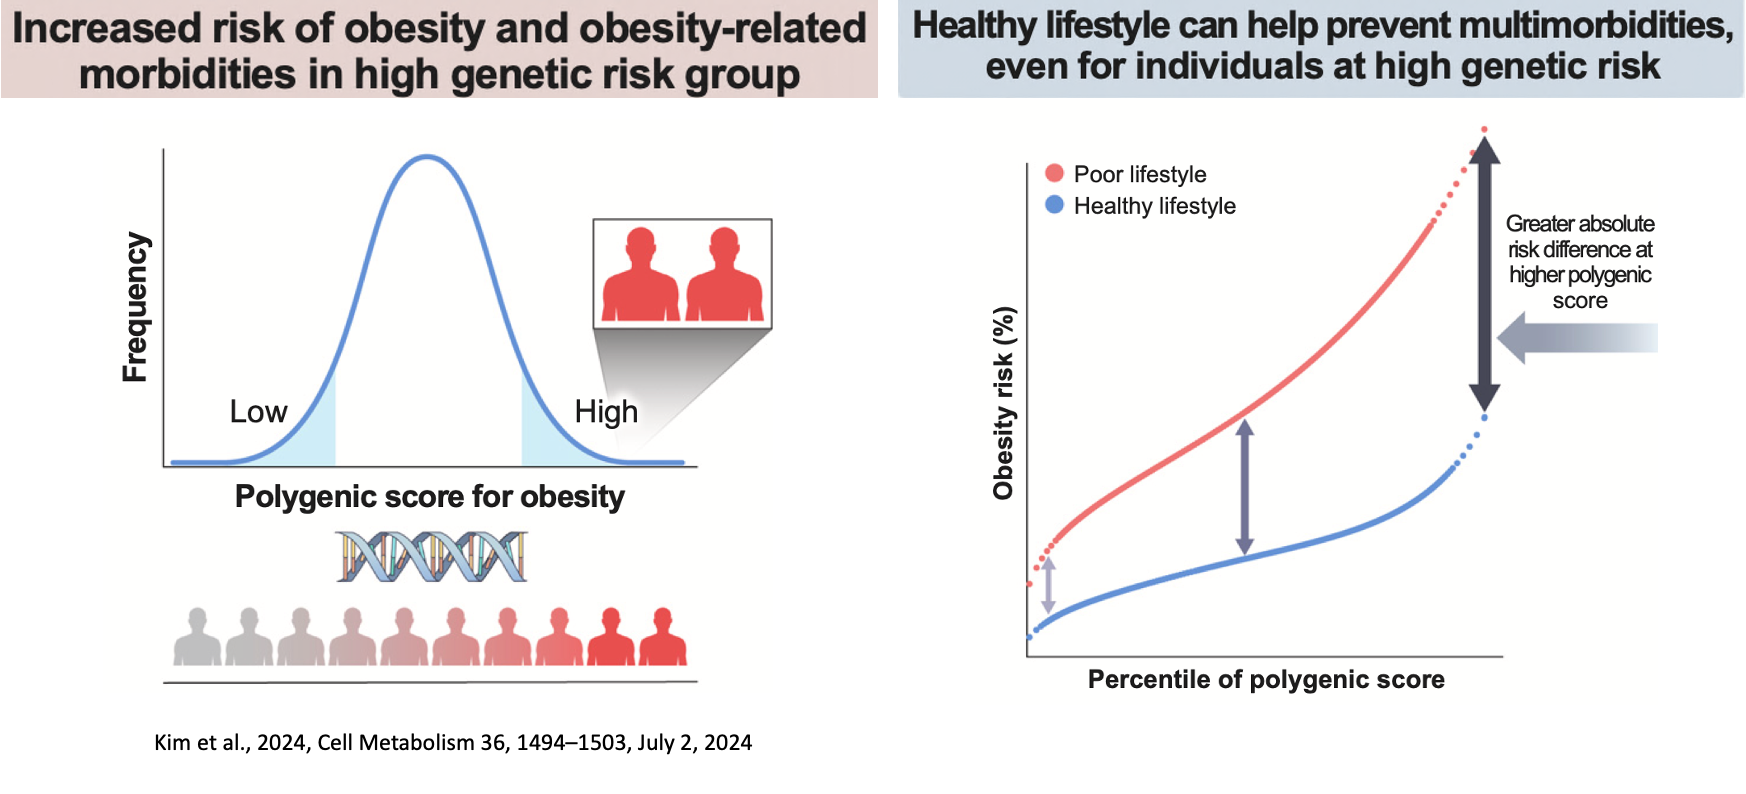 Increased risk of obesity and obesity-related
morbidities in high genetic risk group
Frequency
Low
High
Polygenic score for obesity
Kim et al., 2024, Cell Metabolism 36, 1494–1503, July 2, 2024
Healthy lifestyle can help prevent multimorbidities,
even for individuals at high genetic risk
Poor lifestyle
Healthy lifestyle
Obesity risk (%)
Greater absolute
risk difference at
higher polygenic
score
Percentile of polygenic score